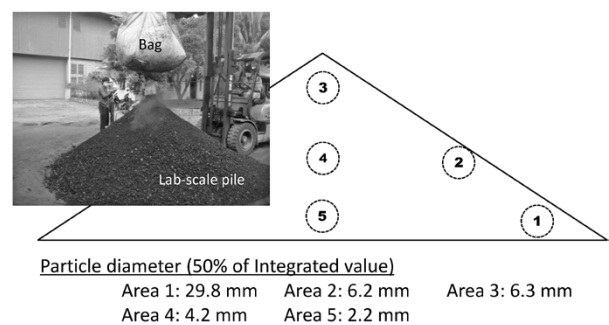 Bag
Lab-scale pile
3
4
2
5
1
Particle diameter (50% of Integrated value)
Area 1: 29.8 mm Area 2: 6.2 mm Area 3: 6.3 mm
Area 4: 4.2 mm Area 5: 2.2 mm